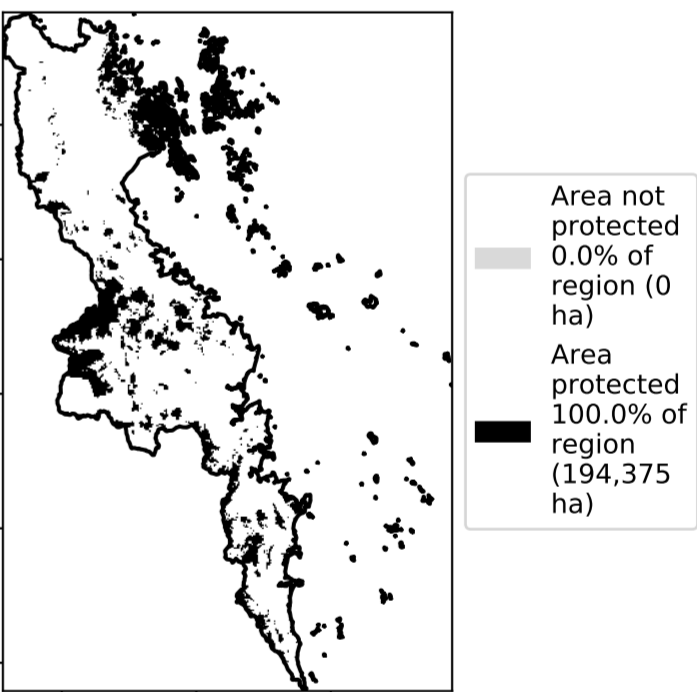 Area not
protected
0.0% of
region (0
ha)
Area
protected
100.0% of
region
(194,375
ha)